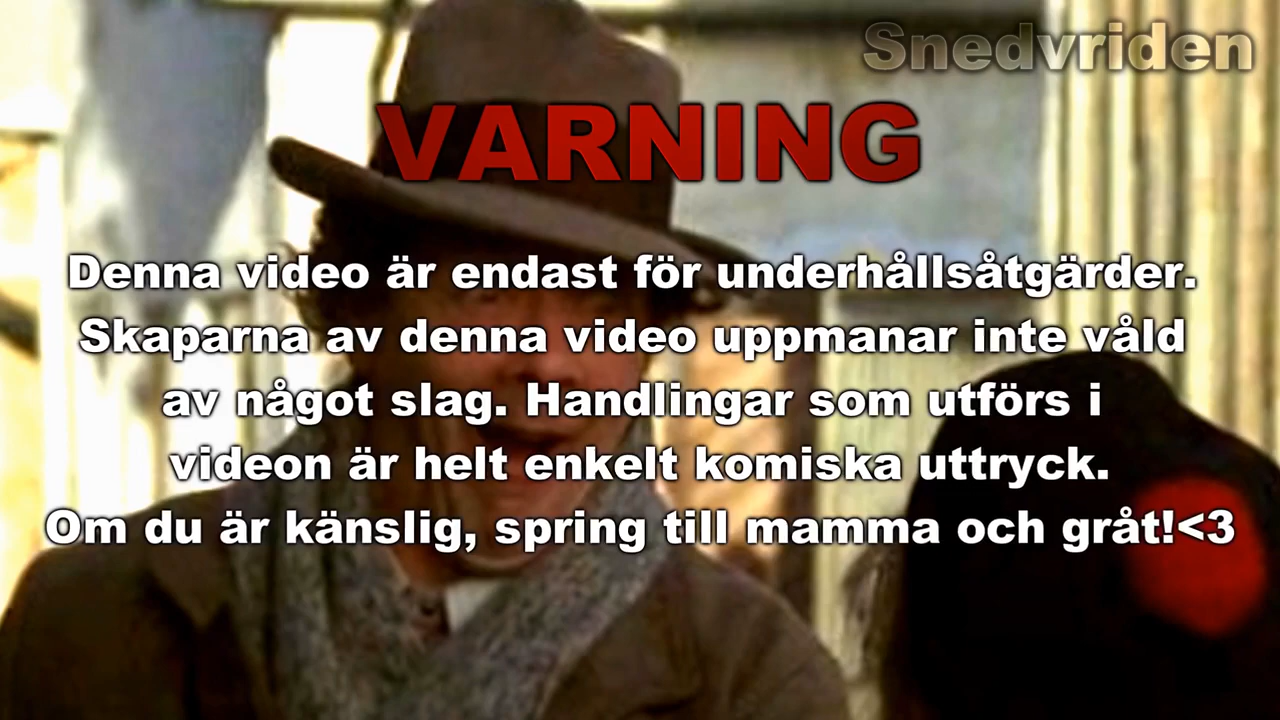 Snedvriden
VARNING
Denna video är endast för underhållsåtgärder.
Skaparna av denna video uppmanar inte våld
av något slag. Handlingar som utförs i
videon är helt enkelt komiska uttryck.
Om du är känslig, spring till mamma och gråt!<3